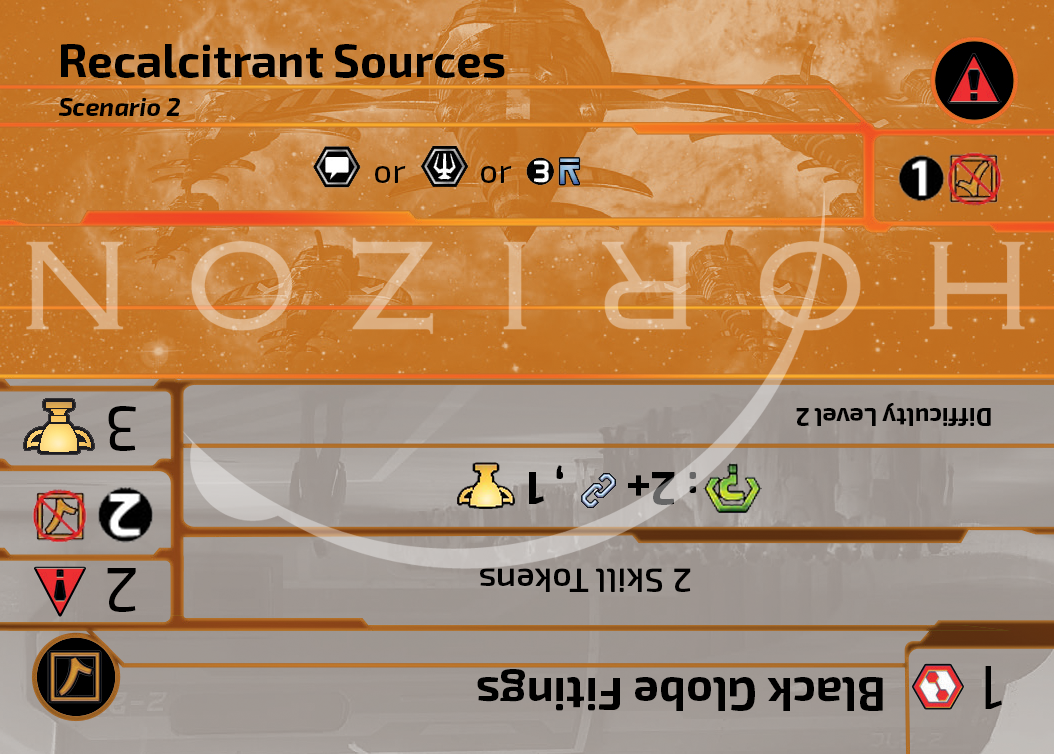 Recalcitrant Sources
Scenario 2
or or 3
1
HORIZON
1 Black Globe Fitings
2 Skill Tokens
2
: 2+ , 1
2
Difficulty Level 2
3